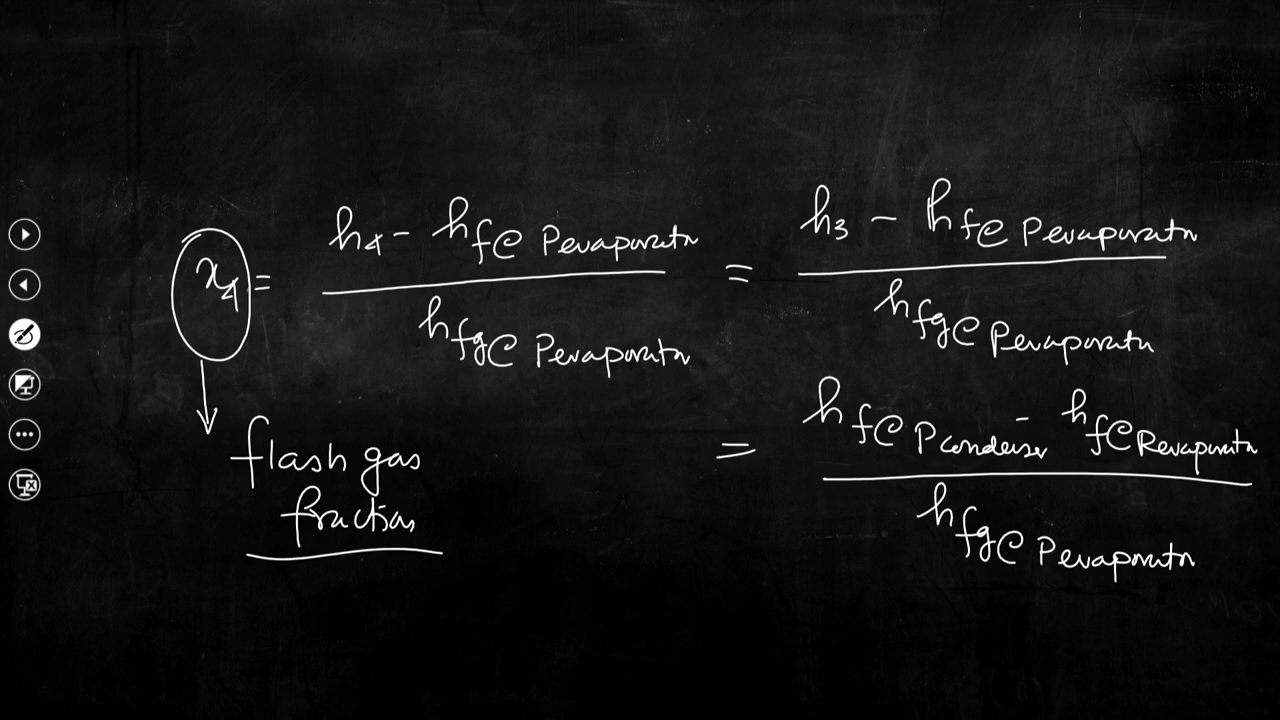 x4 = (h4 - hf@ Pevaporator) / (hfg@ Pevaporator) = (h3 - hf@ Pevaporator) / (hfg@ Pevaporator)
= (hf@ Pcondenser - hf@ Pevaporator) / (hfg@ Pevaporator)
flash gas
fraction